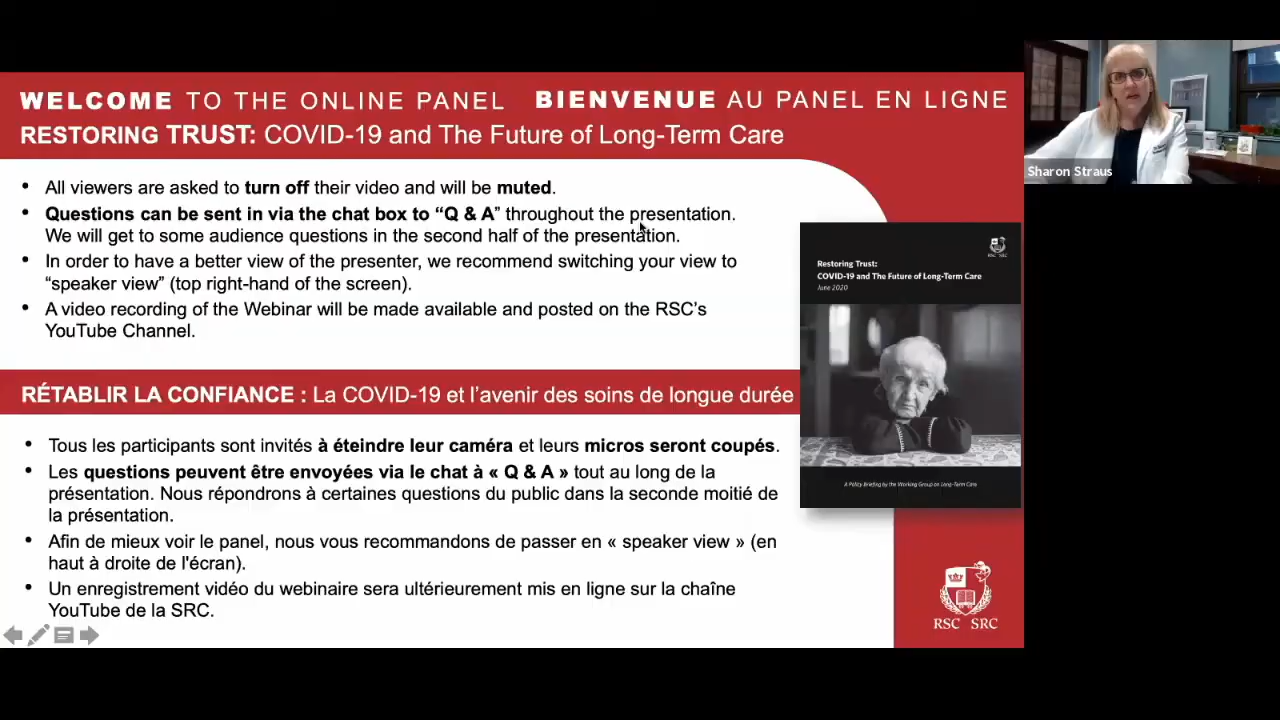 WELCOME TO THE ONLINE PANEL BIENVENUE AU PANEL EN LIGNE
RESTORING TRUST: COVID-19 and The Future of Long-Term Care
• All viewers are asked to turn off their video and will be muted.
• Questions can be sent in via the chat box to “Q & A” throughout the presentation.
We will get to some audience questions in the second half of the presentation.
• In order to have a better view of the presenter, we recommend switching your view to
“speaker view” (top right-hand of the screen).
• A video recording of the Webinar will be made available and posted on the RSC’s
YouTube Channel.
RÉTABLIR LA CONFIANCE : La COVID-19 et l’avenir des soins de longue durée
• Tous les participants sont invités à éteindre leur caméra et leurs micros seront coupés.
• Les questions peuvent être envoyées via le chat à « Q & A » tout au long de la
présentation. Nous répondrons à certaines questions du public dans la seconde moitié de
la présentation.
• Afin de mieux voir le panel, nous vous recommandons de passer en « speaker view » (en
haut à droite de l'écran).
• Un enregistrement vidéo du webinaire sera ultérieurement mis en ligne sur la chaîne
YouTube de la SRC.
RSC SRC
Restoring Trust:
COVID-19 and The Future of Long-Term Care
June 2020
A Policy Briefing by the Working Group on Long-Term Care
RSC SRC
Sharon Straus